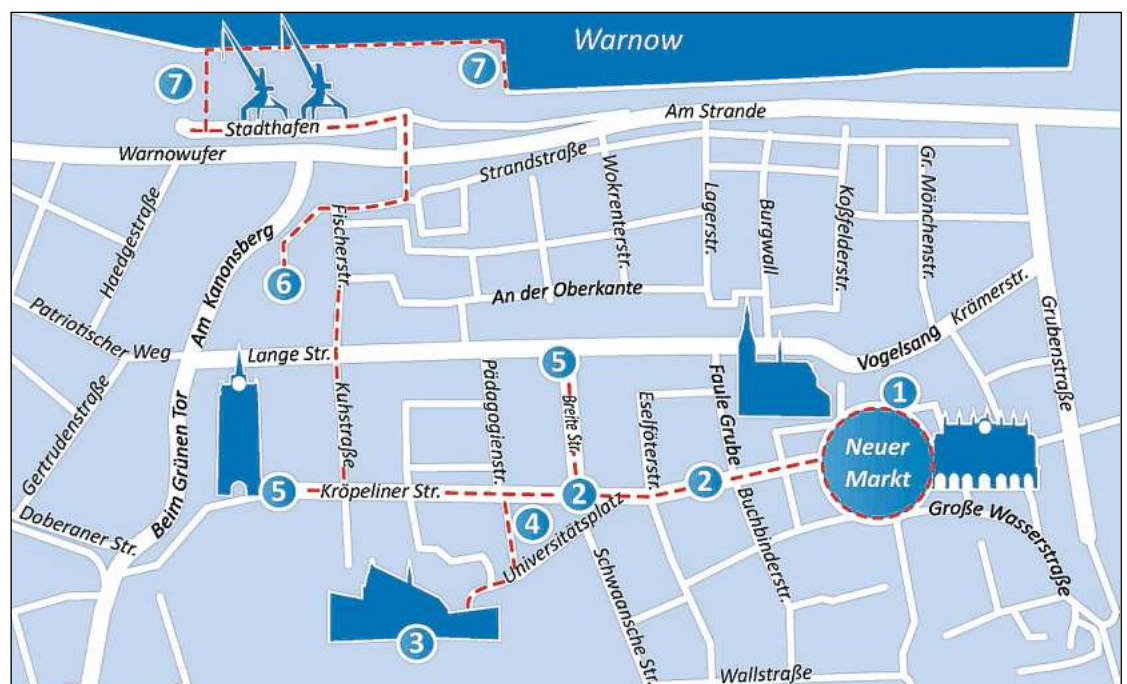 Warnow
7
7
Stadthafen
Am Strande
Warnowufer
Strandstraße
Haedgestraße
Wokrenterstr.
Lagerstr.
Burgwall
Koßfelderstr.
Gr. Mönchenstr.
Fischerstr.
Am Kanonsberg
6
An der Oberkante
Krämerstr.
Vogelsang
Grubenstraße
Patriotischer Weg
Lange Str.
5
Pädagogienstr.
Breite Str.
Eselföterstr.
Faule Grube
1
Gertrudenstraße
Beim Grünen Tor
Kuhstraße
Neuer
Markt
5
Kröpeliner Str.
2
2
4
Universitätsplatz
Buchbinderstr.
Große Wasserstraße
Doberaner Str.
Schwaansche Str.
3
Wallstraße